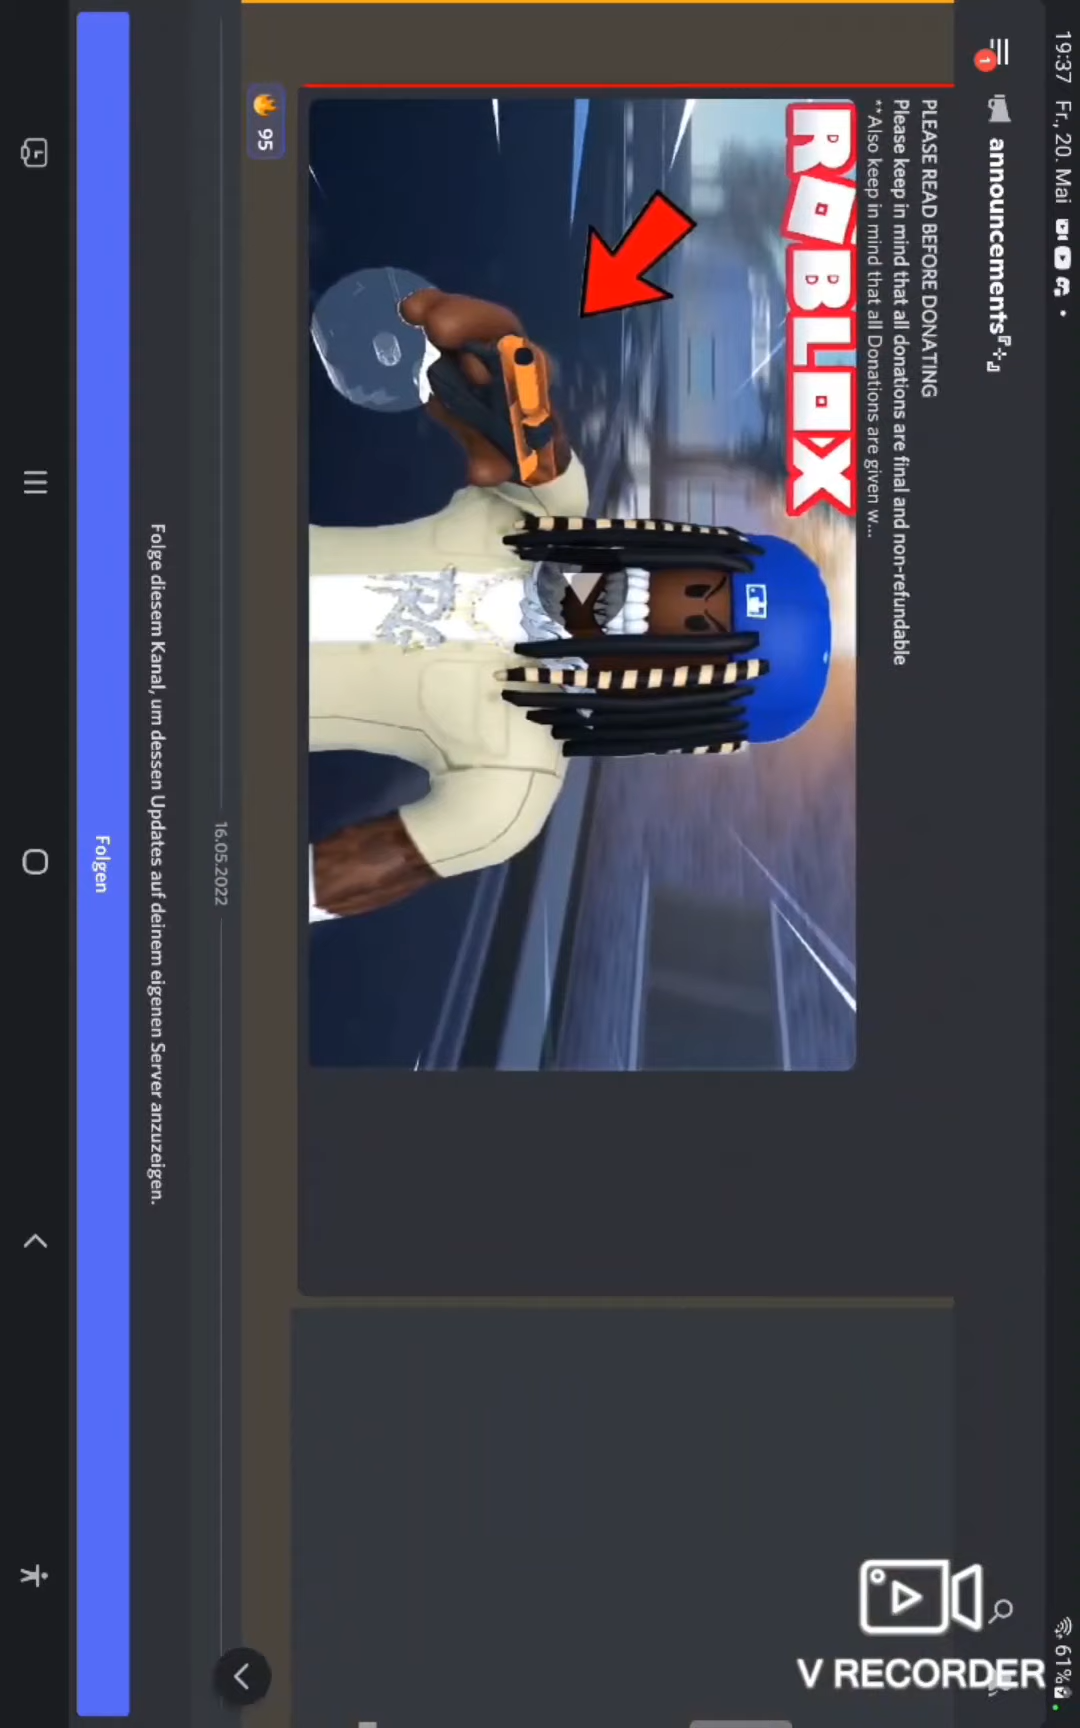 19:37 Fr., 20. Mai
61%
1
announcements『⊹』
PLEASE READ BEFORE DONATING
Please keep in mind that all donations are final and non-refundable
**Also keep in mind that all Donations are given w...
ROBLOX
95
16.05.2022
Folge diesem Kanal, um dessen Updates auf deinem eigenen Server anzuzeigen.
Folgen
V RECORDER